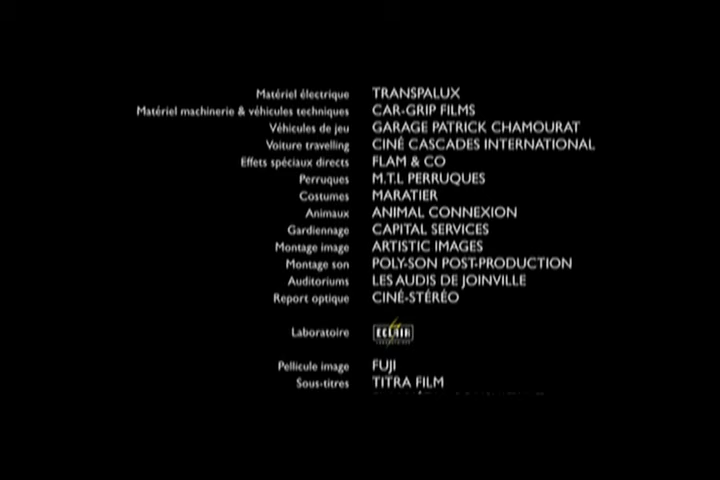 Matériel électrique TRANSPALUX
Matériel machinerie & véhicules techniques CAR-GRIP FILMS
Véhicules de jeu GARAGE PATRICK CHAMOURAT
Voiture travelling CINÉ CASCADES INTERNATIONAL
Effets spéciaux directs FLAM & CO
Perruques M.T.L PERRUQUES
Costumes MARATIER
Animaux ANIMAL CONNEXION
Gardiennage CAPITAL SERVICES
Montage image ARTISTIC IMAGES
Montage son POLY-SON POST-PRODUCTION
Auditoriums LES AUDIS DE JOINVILLE
Report optique CINÉ-STÉRÉO
Laboratoire ECLAIR
Pellicule image FUJI
Sous-titres TITRA FILM